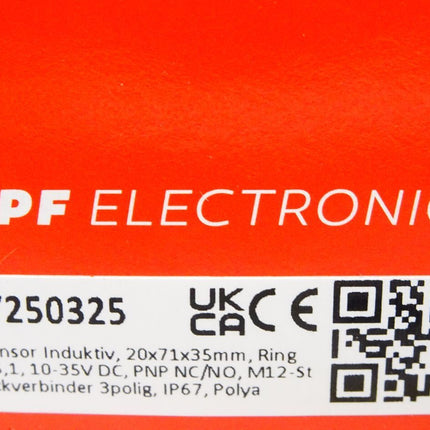 PF ELECTRONIC
7250325 UK CA CE
nsor Induktiv, 20x71x35mm, Ring
,1, 10-35V DC, PNP NC/NO, M12-St
kverbinder 3polig, IP67, Polya